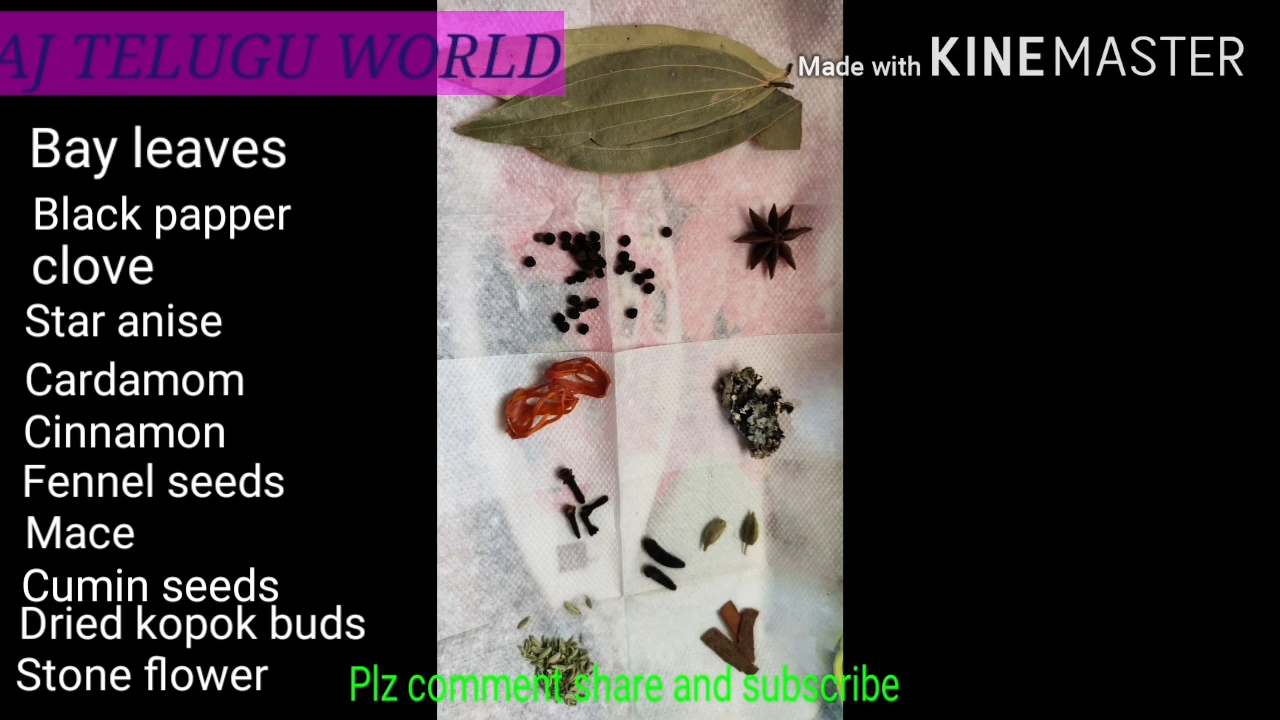 AJ TELUGU WORLD
Made with KINEMASTER
Bay leaves
Black papper
clove
Star anise
Cardamom
Cinnamon
Fennel seeds
Mace
Cumin seeds
Dried kopok buds
Stone flower
Plz comment share and subscribe